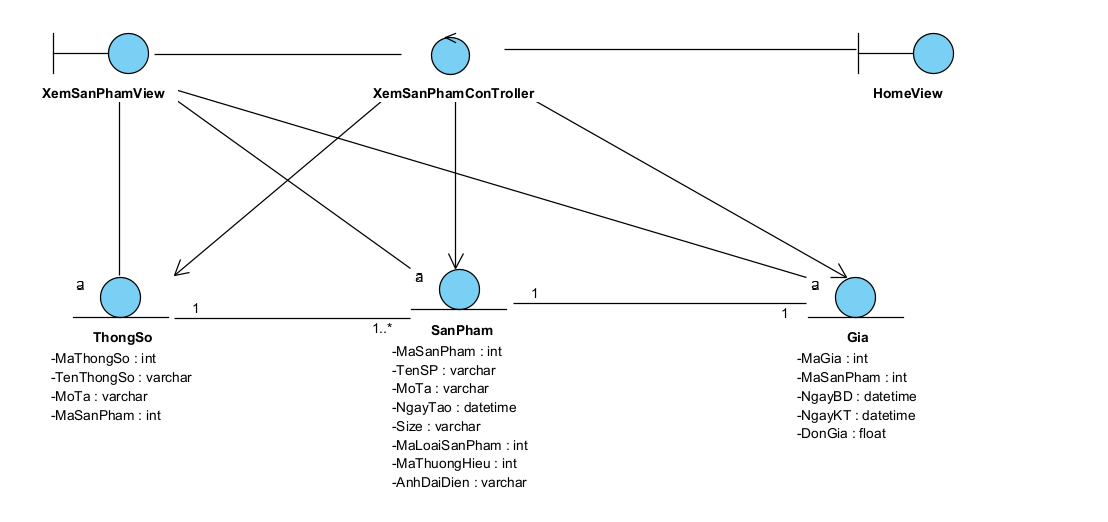 XemSanPhamView
XemSanPhamConTroller
HomeView
a
a
a
1
1..*
1
1
ThongSo
-MaThongSo : int
-TenThongSo : varchar
-MoTa : varchar
-MaSanPham : int
SanPham
-MaSanPham : int
-TenSP : varchar
-MoTa : varchar
-NgayTao : datetime
-Size : varchar
-MaLoaiSanPham : int
-MaThuongHieu : int
-AnhDaiDien : varchar
Gia
-MaGia : int
-MaSanPham : int
-NgayBD : datetime
-NgayKT : datetime
-DonGia : float